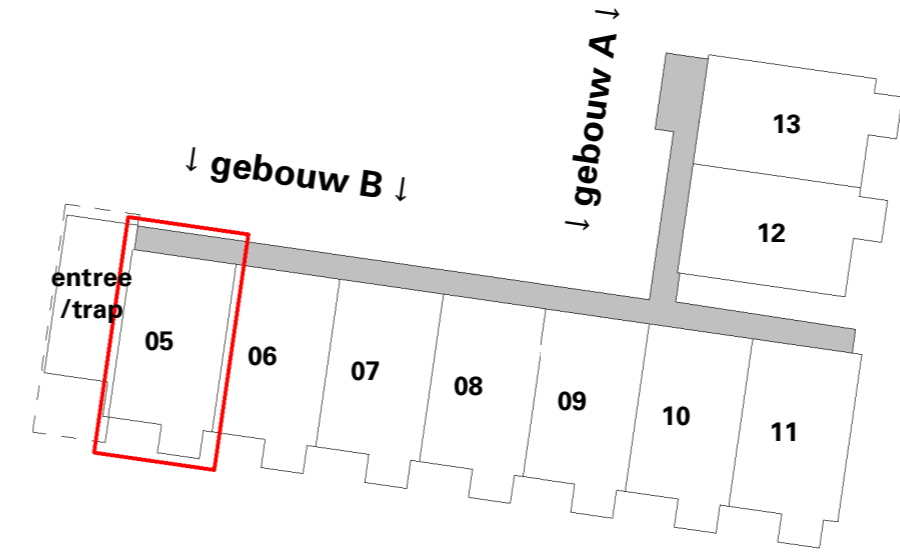 → gebouw A →
13
↓ gebouw B ↓
12
entree
/trap
05
06
07
08
09
10
11